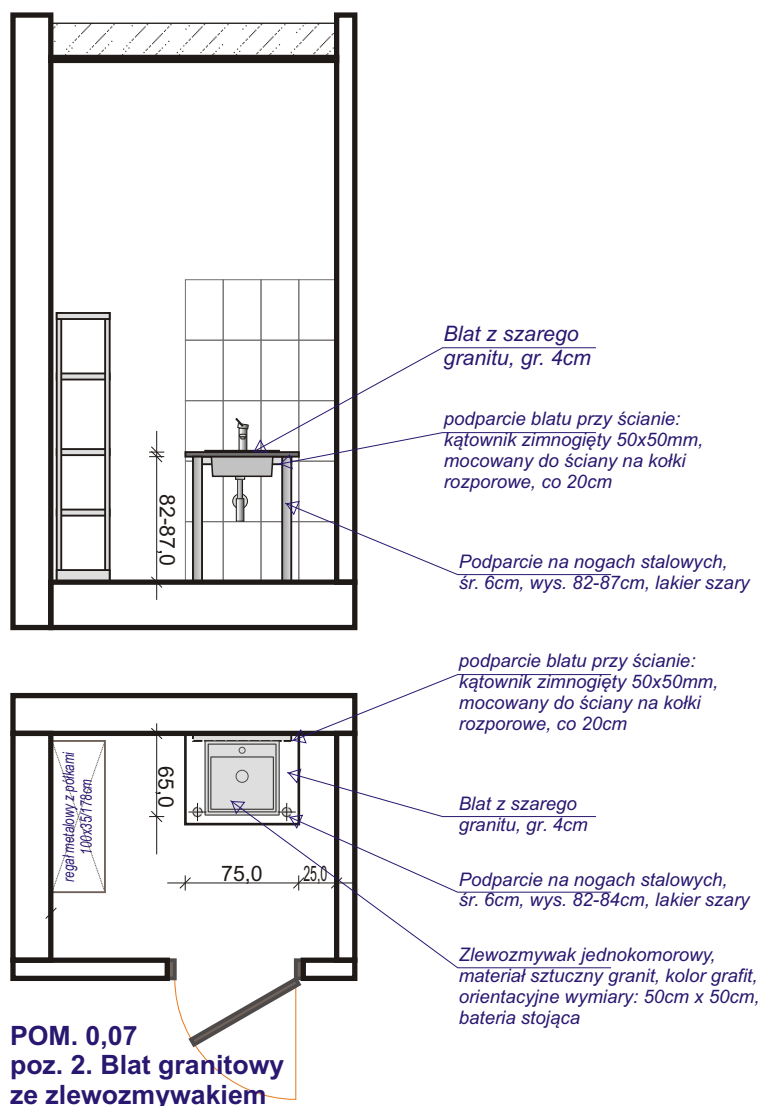 Blat z szarego
granitu, gr. 4cm
podparcie blatu przy ścianie:
kątownik zimnogięty 50x50mm,
mocowany do ściany na kołki
rozporowe, co 20cm
82-87,0
Podparcie na nogach stalowych,
śr. 6cm, wys. 82-87cm, lakier szary
podparcie blatu przy ścianie:
kątownik zimnogięty 50x50mm,
mocowany do ściany na kołki
rozporowe, co 20cm
regał metalowy z półkami
100x35/178cm
65,0
75,0
25,0
Blat z szarego
granitu, gr. 4cm
Podparcie na nogach stalowych,
śr. 6cm, wys. 82-84cm, lakier szary
Zlewozmywak jednokomorowy,
materiał sztuczny granit, kolor grafit,
orientacyjne wymiary: 50cm x 50cm,
bateria stojąca
POM. 0,07
poz. 2. Blat granitowy
ze zlewozmywakiem